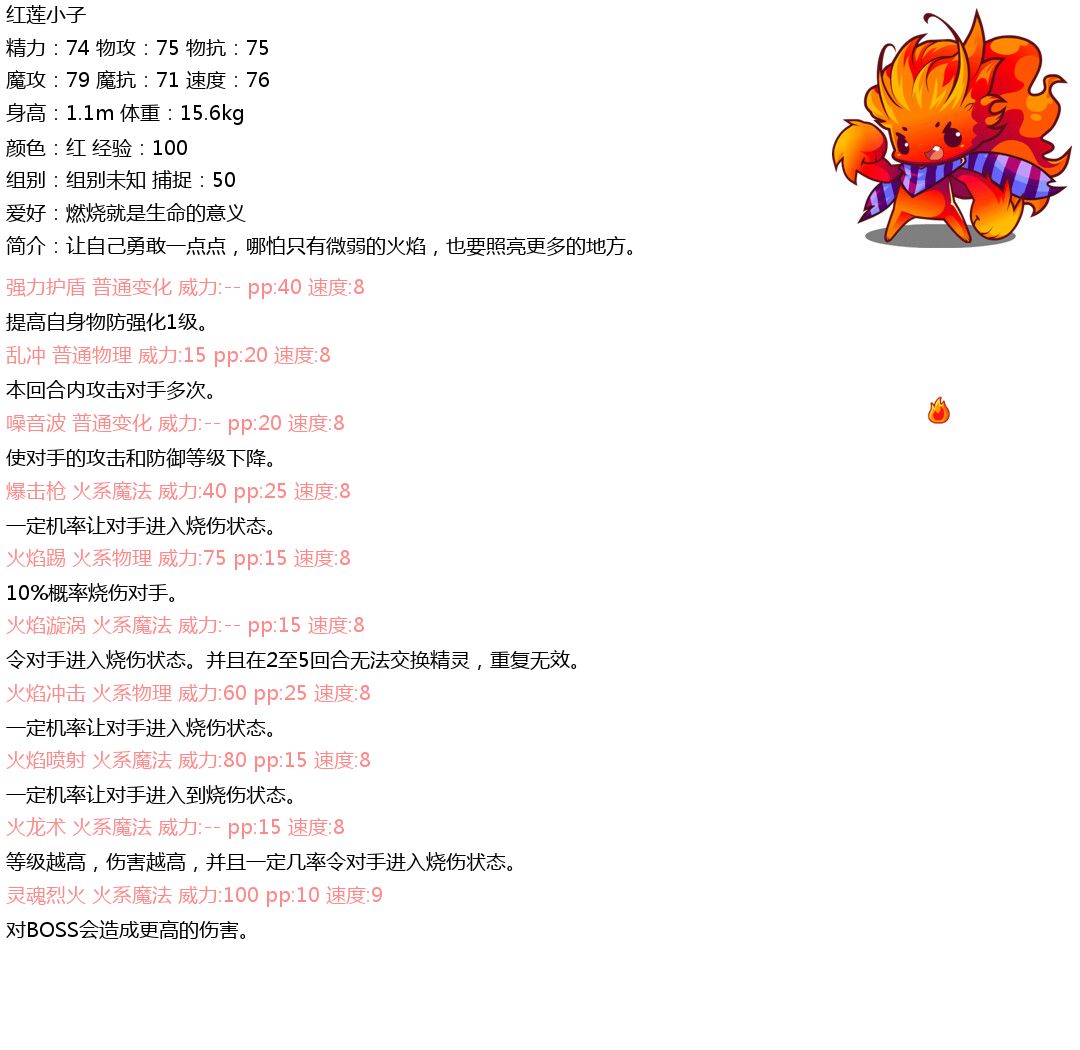 红莲小子
精力：74 物攻：75 物抗：75
魔攻：79 魔抗：71 速度：76
身高：1.1m 体重：15.6kg
颜色：红 经验：100
组别：组别未知 捕捉：50
爱好：燃烧就是生命的意义
简介：让自己勇敢一点点，哪怕只有微弱的火焰，也要照亮更多的地方。
强力护盾 普通变化 威力:-- pp:40 速度:8
提高自身物防强化1级。
乱冲 普通物理 威力:15 pp:20 速度:8
本回合内攻击对手多次。
噪音波 普通变化 威力:-- pp:20 速度:8
使对手的攻击和防御等级下降。
爆击枪 火系魔法 威力:40 pp:25 速度:8
一定机率让对手进入烧伤状态。
火焰踢 火系物理 威力:75 pp:15 速度:8
10%概率烧伤对手。
火焰漩涡 火系魔法 威力:-- pp:15 速度:8
令对手进入烧伤状态。并且在2至5回合无法交换精灵，重复无效。
火焰冲击 火系物理 威力:60 pp:25 速度:8
一定机率让对手进入烧伤状态。
火焰喷射 火系魔法 威力:80 pp:15 速度:8
一定机率让对手进入到烧伤状态。
火龙术 火系魔法 威力:-- pp:15 速度:8
等级越高，伤害越高，并且一定几率令对手进入烧伤状态。
灵魂烈火 火系魔法 威力:100 pp:10 速度:9
对BOSS会造成更高的伤害。